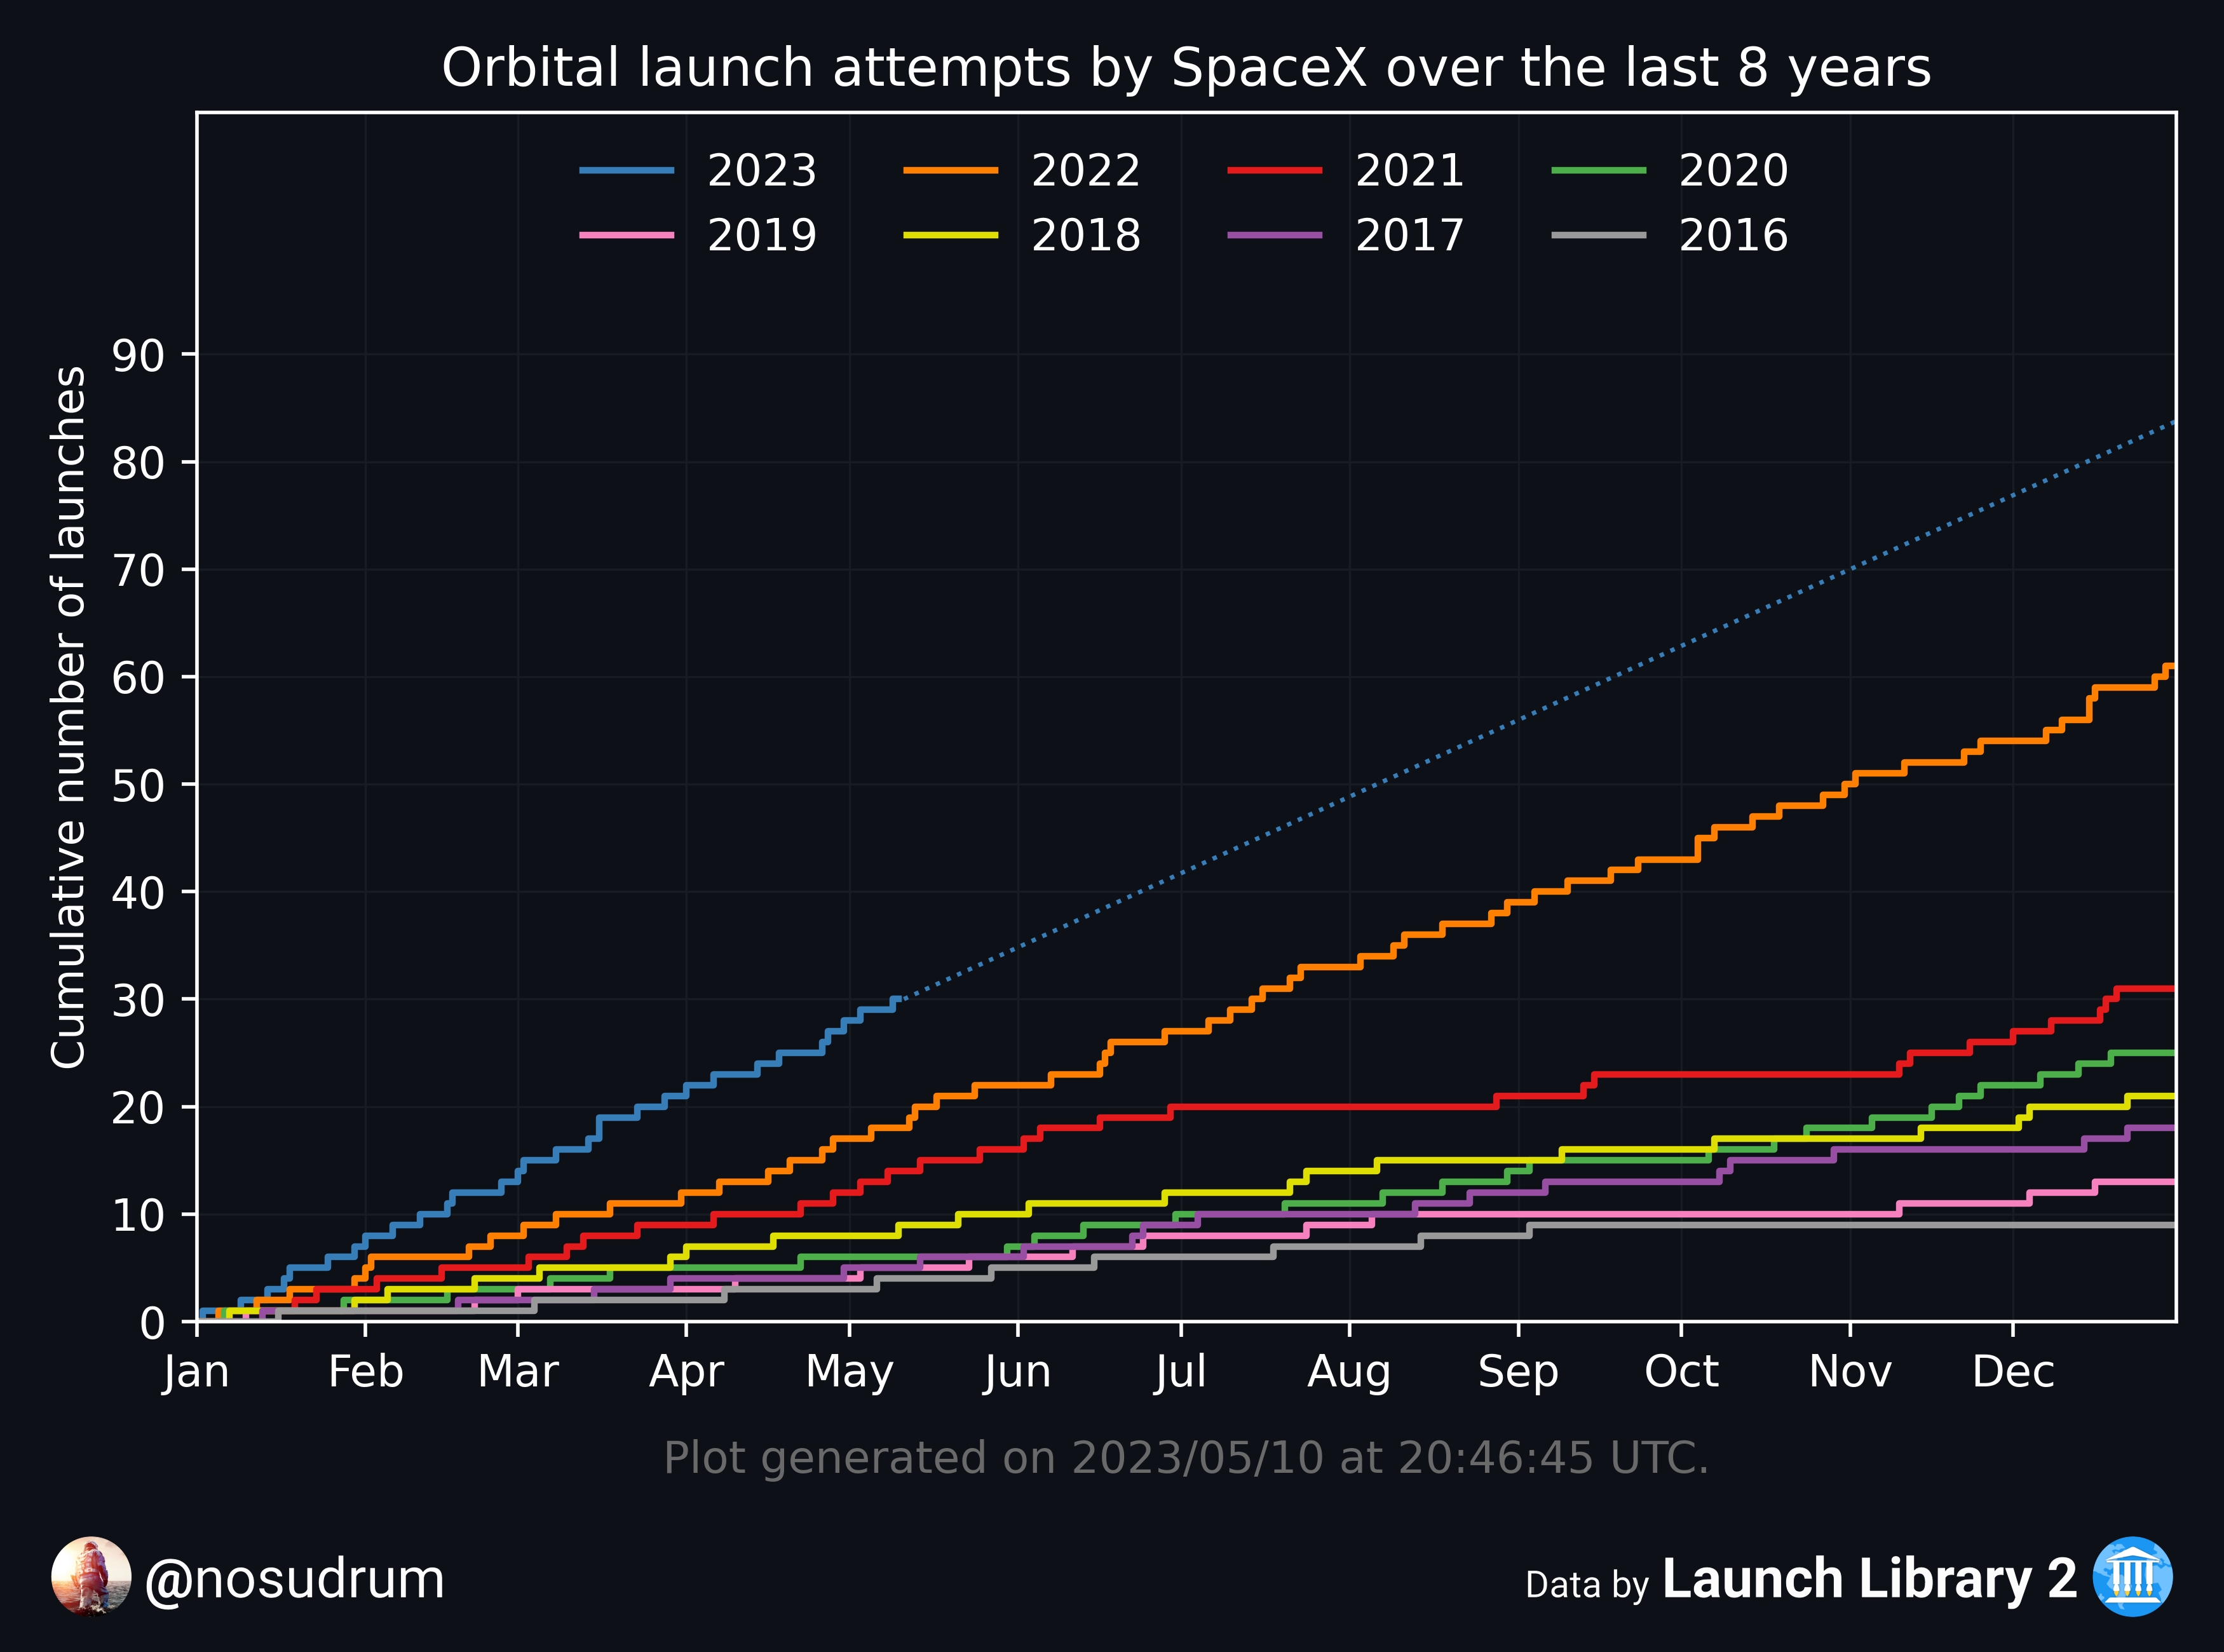 Orbital launch attempts by SpaceX over the last 8 years
2023 2022 2021 2020
2019 2018 2017 2016
Cumulative number of launches
90
80
70
60
50
40
30
20
10
0
Jan Feb Mar Apr May Jun Jul Aug Sep Oct Nov Dec
Plot generated on 2023/05/10 at 20:46:45 UTC.
@nosudrum
Data by Launch Library 2